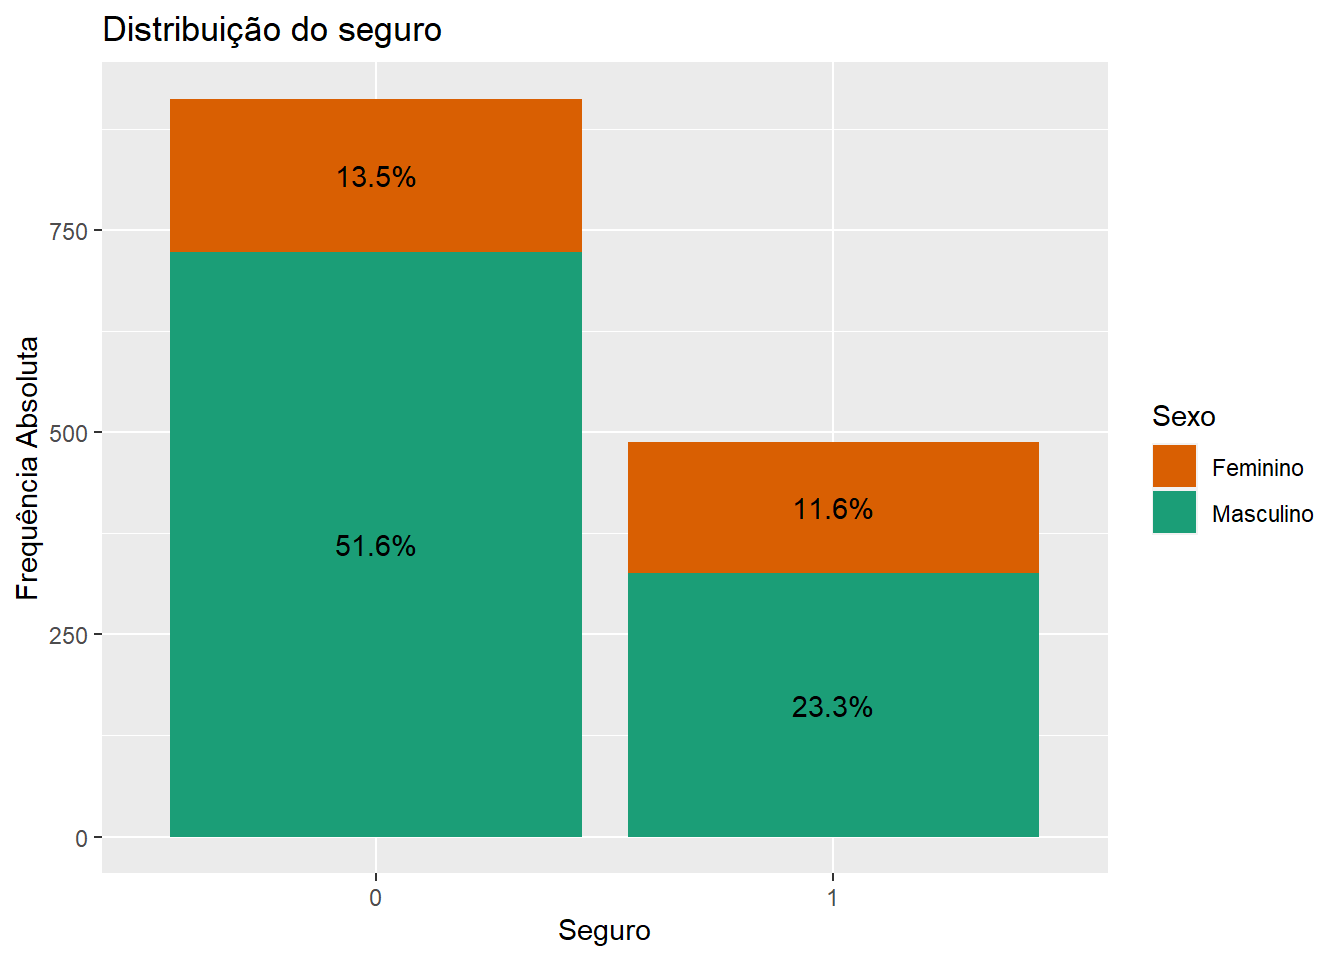 Distribuição do seguro
Frequência Absoluta
750
500
250
0
13.5%
51.6%
11.6%
23.3%
0
1
Seguro
Sexo
Feminino
Masculino